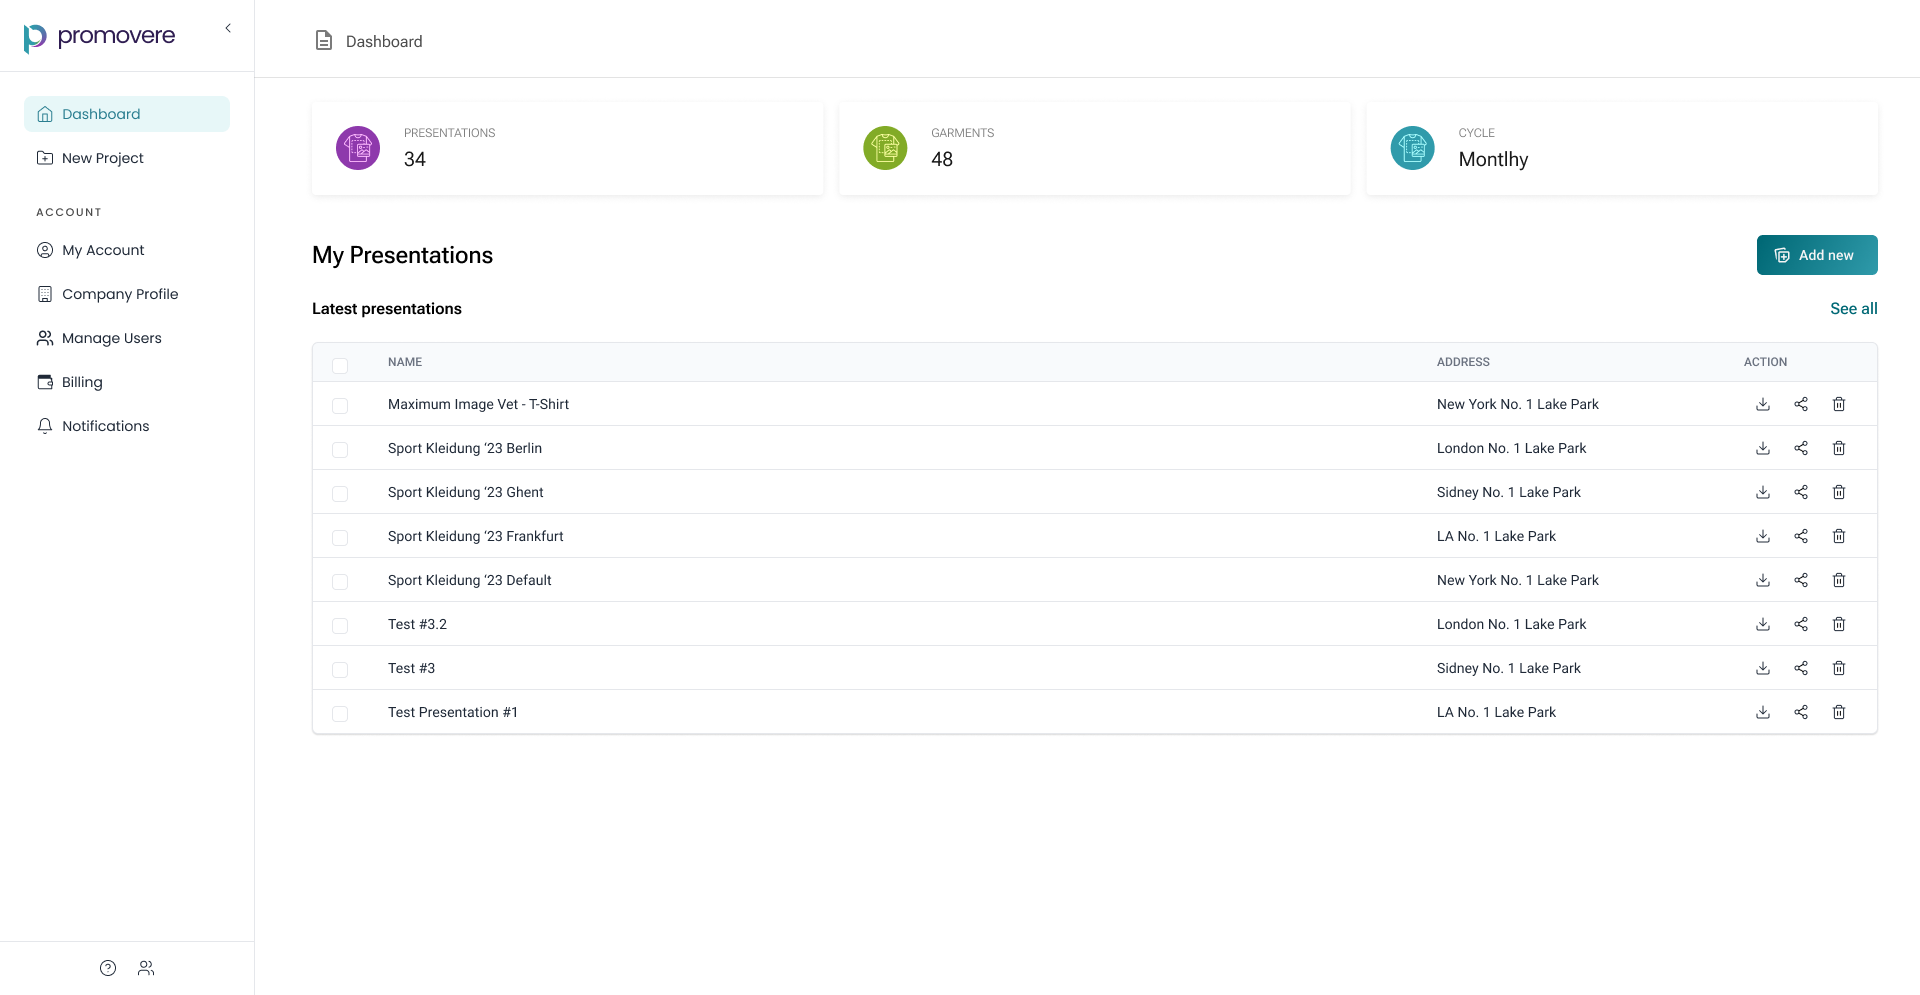 promovere
Dashboard
New Project
ACCOUNT
My Account
Company Profile
Manage Users
Billing
Notifications
Dashboard
PRESENTATIONS
34
GARMENTS
48
CYCLE
Montlhy
My Presentations
Add new
Latest presentations
See all
NAME ADDRESS ACTION
Maximum Image Vet - T-Shirt New York No. 1 Lake Park
Sport Kleidung ‘23 Berlin London No. 1 Lake Park
Sport Kleidung ‘23 Ghent Sidney No. 1 Lake Park
Sport Kleidung ‘23 Frankfurt LA No. 1 Lake Park
Sport Kleidung ‘23 Default New York No. 1 Lake Park
Test #3.2 London No. 1 Lake Park
Test #3 Sidney No. 1 Lake Park
Test Presentation #1 LA No. 1 Lake Park